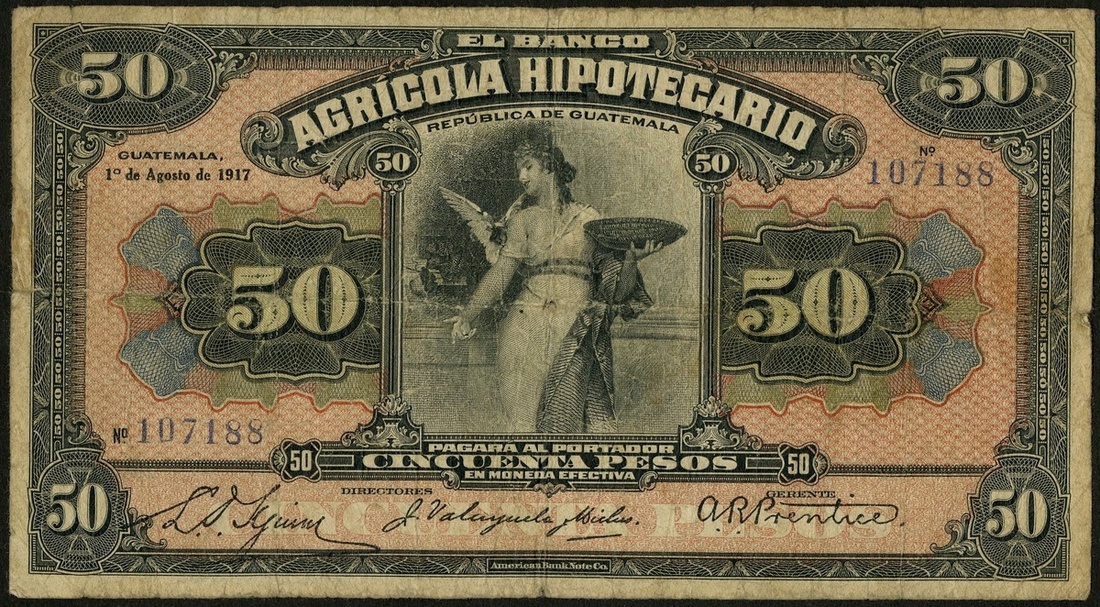 50
EL BANCO
50
AGRÍCOLA HIPOTECARIO
REPÚBLICA DE GUATEMALA
GUATEMALA,
1º de Agosto de 1917
50
50
Nº
107188
50
50
Nº 107188
PAGARÁ AL PORTADOR
50
CINCUENTA PESOS
50
EN MONEDA EFECTIVA
50
DIRECTORES
GERENTE
50
A.R. Prentice.
American Bank Note Co.